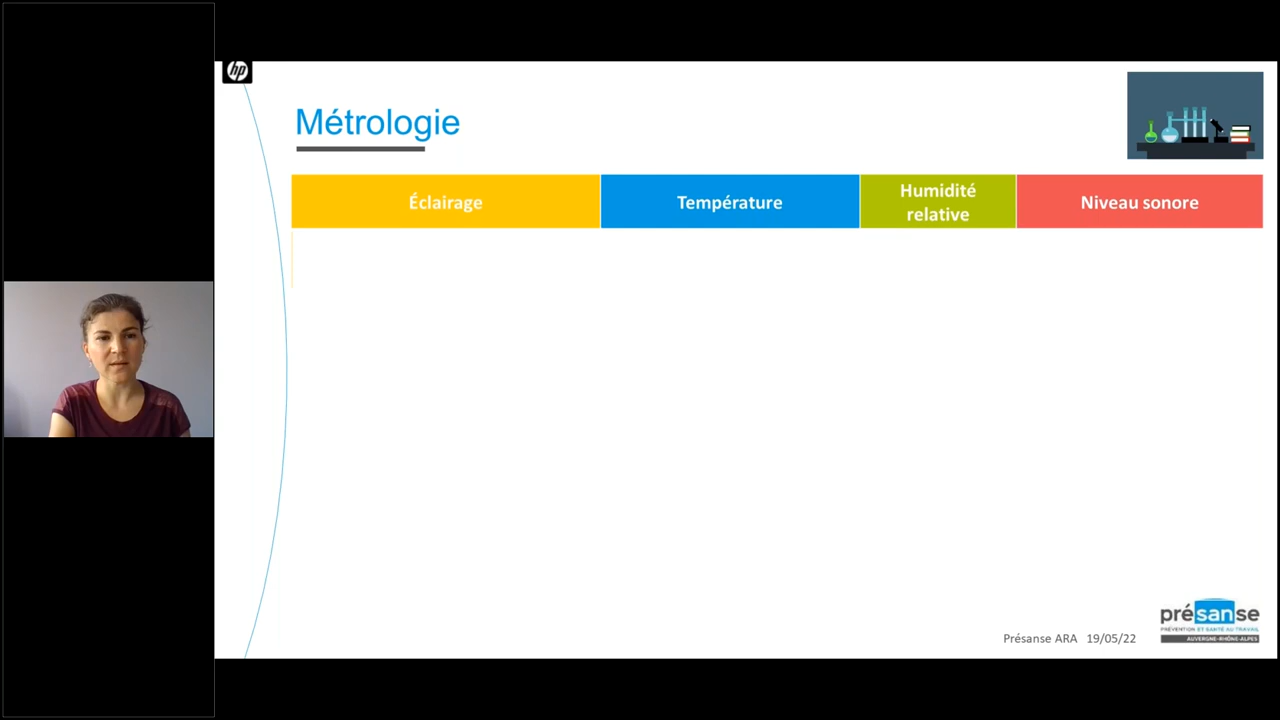 hp
Métrologie
Éclairage
Température
Humidité
relative
Niveau sonore
présanse
PRÉVENTION ET SANTÉ AU TRAVAIL
AUVERGNE-RHÔNE-ALPES
Présanse ARA 19/05/22